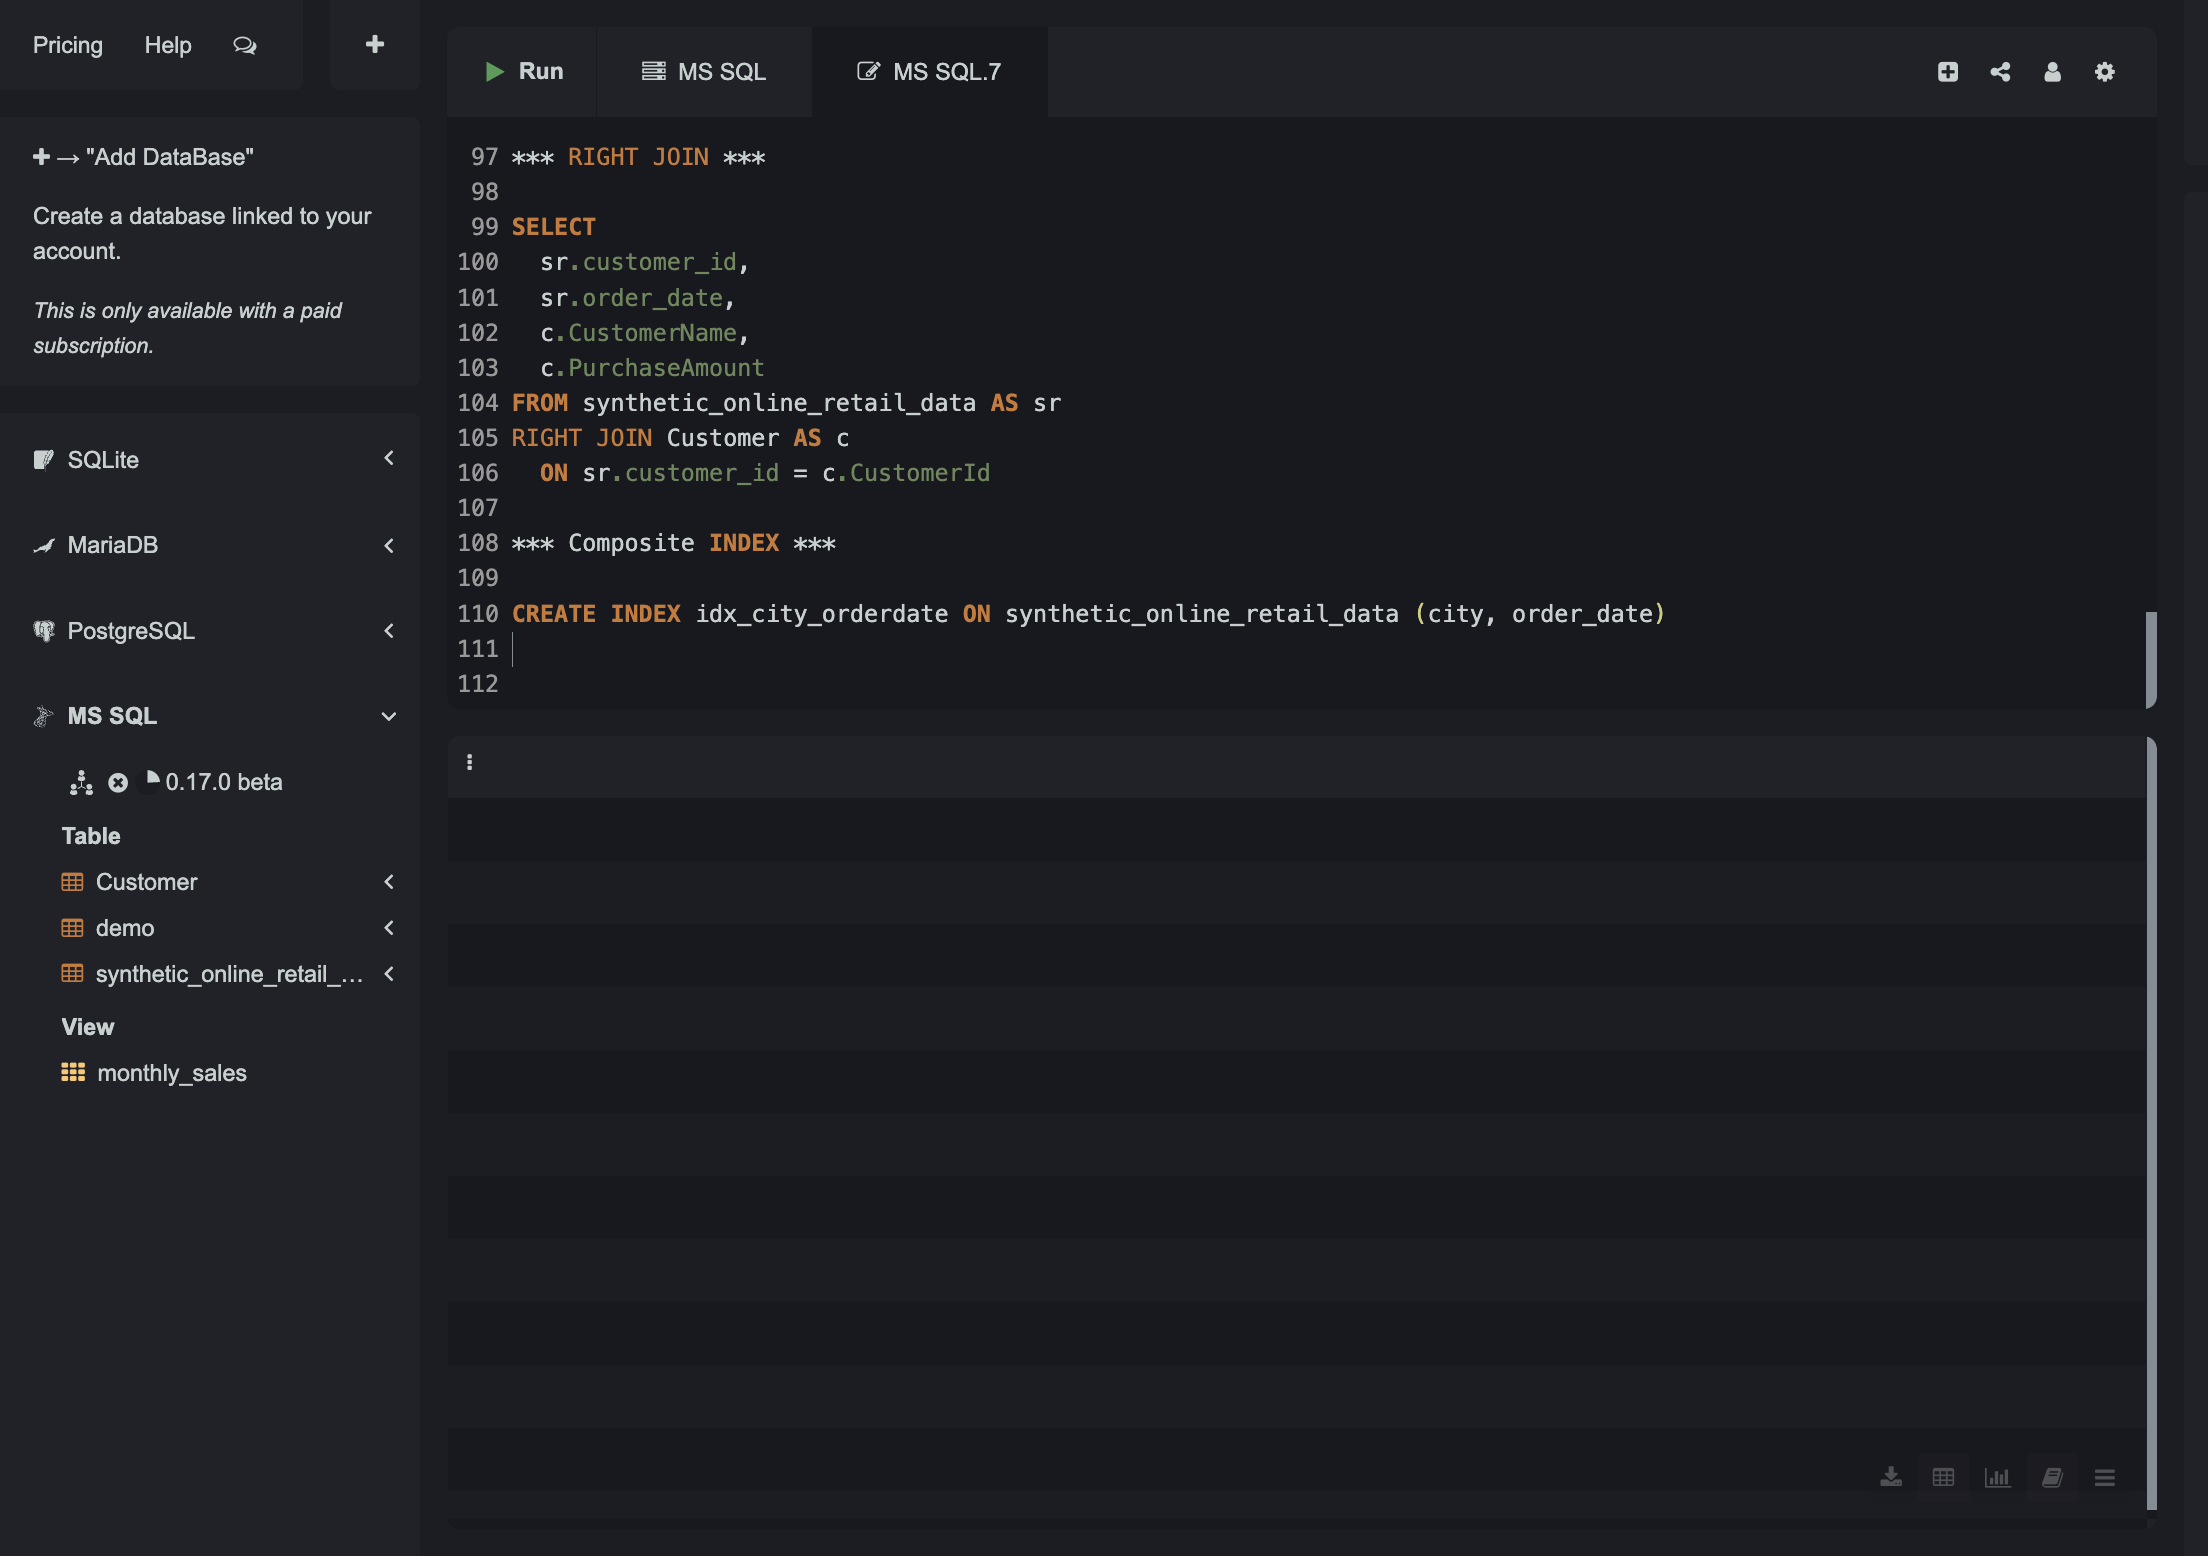 Pricing Help
"Add DataBase"
Create a database linked to your
account.
This is only available with a paid
subscription.
SQLite
MariaDB
PostgreSQL
MS SQL
0.17.0 beta
Table
Customer
demo
synthetic_online_retail_...
View
monthly_sales
Run MS SQL MS SQL.7
97 *** RIGHT JOIN ***
98
99 SELECT
100 sr.customer_id,
101 sr.order_date,
102 c.CustomerName,
103 c.PurchaseAmount
104 FROM synthetic_online_retail_data AS sr
105 RIGHT JOIN Customer AS c
106 ON sr.customer_id = c.CustomerId
107
108 *** Composite INDEX ***
109
110 CREATE INDEX idx_city_orderdate ON synthetic_online_retail_data (city, order_date)
111
112